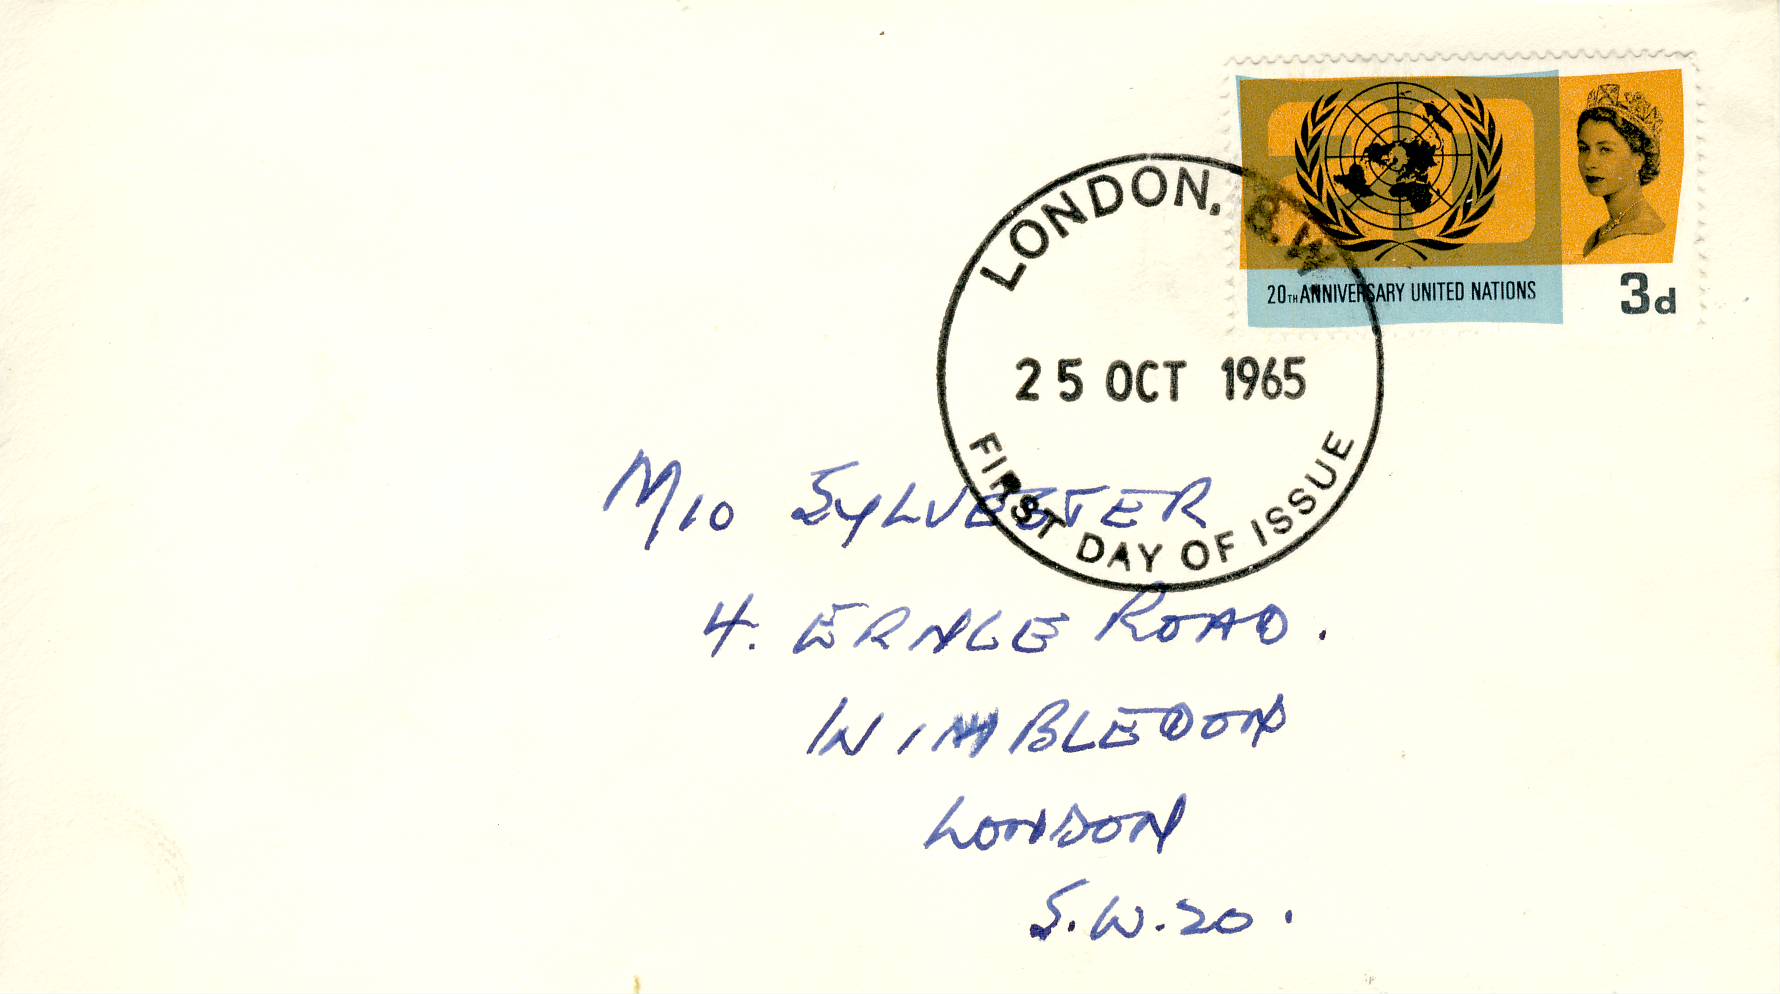 LONDON. S.W.
20TH ANNIVERSARY UNITED NATIONS
3d
25 OCT 1965
FIRST DAY OF ISSUE
SYLVESTER
4. ERNLE ROAD.
WIMBLEDON
LONDON
S.W.20.